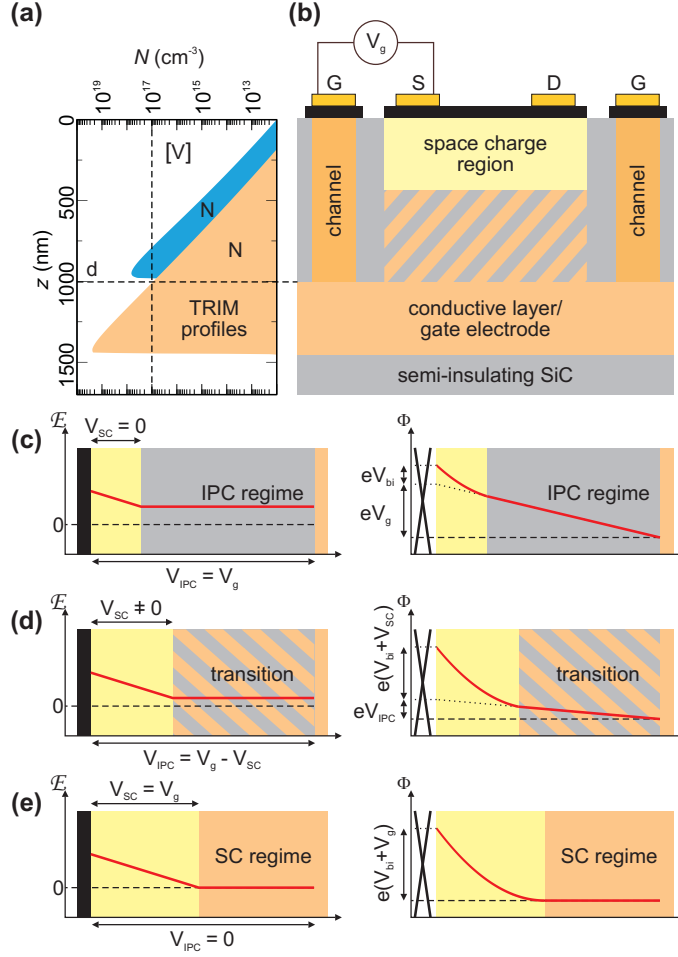 (a)
N (cm⁻³)
10¹⁹ 10¹⁷ 10¹⁵ 10¹³
0
500
1000
1500
z (nm)
[V]
N
N
d
TRIM
profiles
(b)
V_g
G S D G
space charge
region
channel
channel
conductive layer/
gate electrode
semi-insulating SiC
(c)
ℰ
V_SC = 0
IPC regime
0
V_IPC = V_g
Φ
eV_bi
eV_g
IPC regime
(d)
ℰ
V_SC ≠ 0
transition
0
V_IPC = V_g - V_SC
Φ
e(V_bi+V_SC)
eV_IPC
transition
(e)
ℰ
V_SC = V_g
SC regime
0
V_IPC = 0
Φ
e(V_bi+V_g)
SC regime